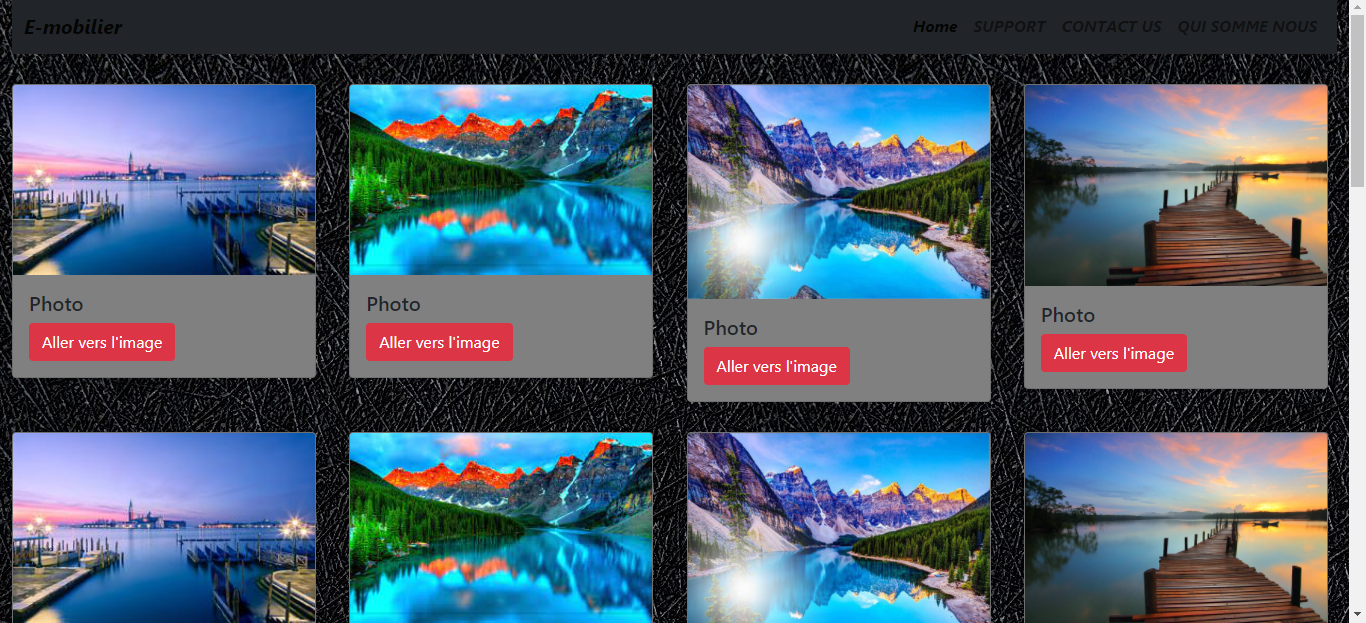 E-mobilier
Home SUPPORT CONTACT US QUI SOMME NOUS
Photo
Aller vers l'image
Photo
Aller vers l'image
Photo
Aller vers l'image
Photo
Aller vers l'image